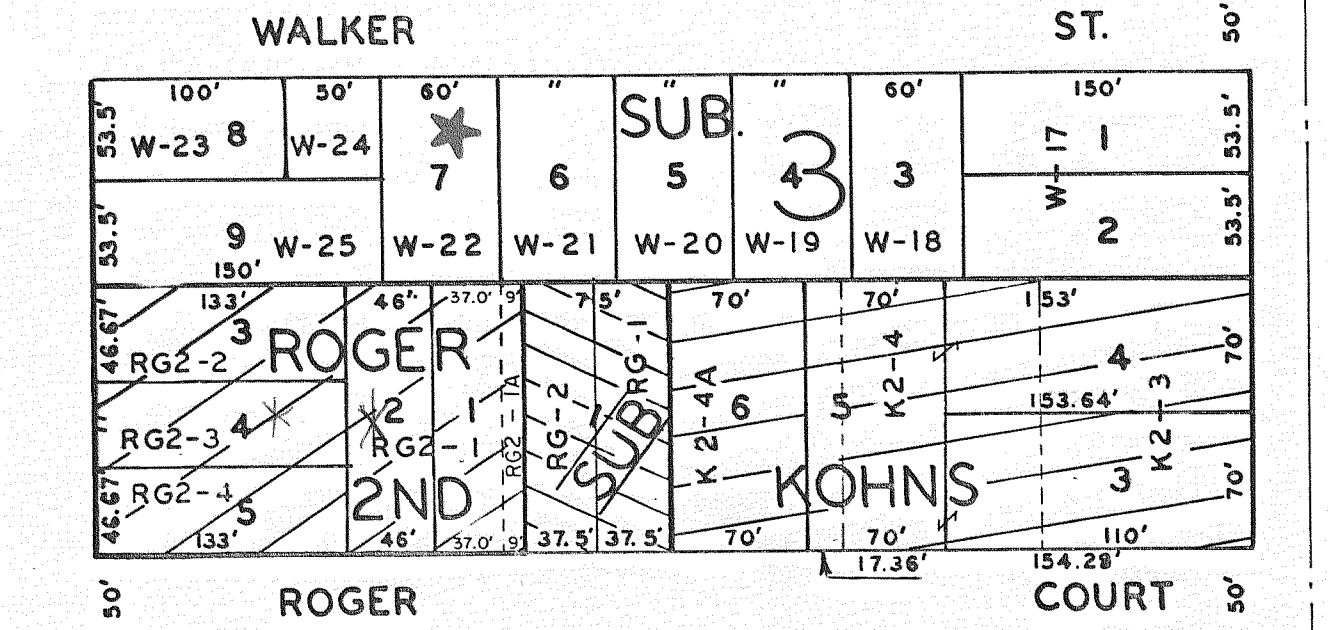 WALKER ST. 50'
100' 50' 60' " " " 60' 150'
53.5' W-23 8 W-24 7 6 SUB. 5 4 3 3 W-17 1 53.5'
53.5' 9 W-25 W-22 W-21 W-20 W-19 W-18 2 53.5'
150'
133' 46' 37.0' 9' 75' 70' 70' 153'
46.67' 3 ROGER RG2-2 RG-1 K2-4 4 70'
153.64'
" RG2-3 4 2 1 RG2-1 RG2-1A RG-2 1 SUB K2-4A 6 5 K2-3
46.67' RG2-4 5 2ND KOHNS 3 70'
133' 46' 37.0' 9' 37.5' 37.5' 70' 70' 110'
17.36' 154.28'
50' ROGER COURT 50'